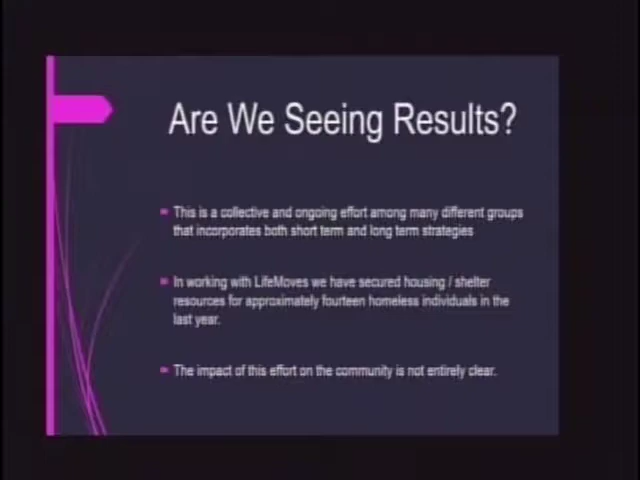 Are We Seeing Results?
This is a collective and ongoing effort among many different groups
that incorporates both short term and long term strategies
In working with LifeMoves we have secured housing / shelter
resources for approximately fourteen homeless individuals in the
last year.
The impact of this effort on the community is not entirely clear.